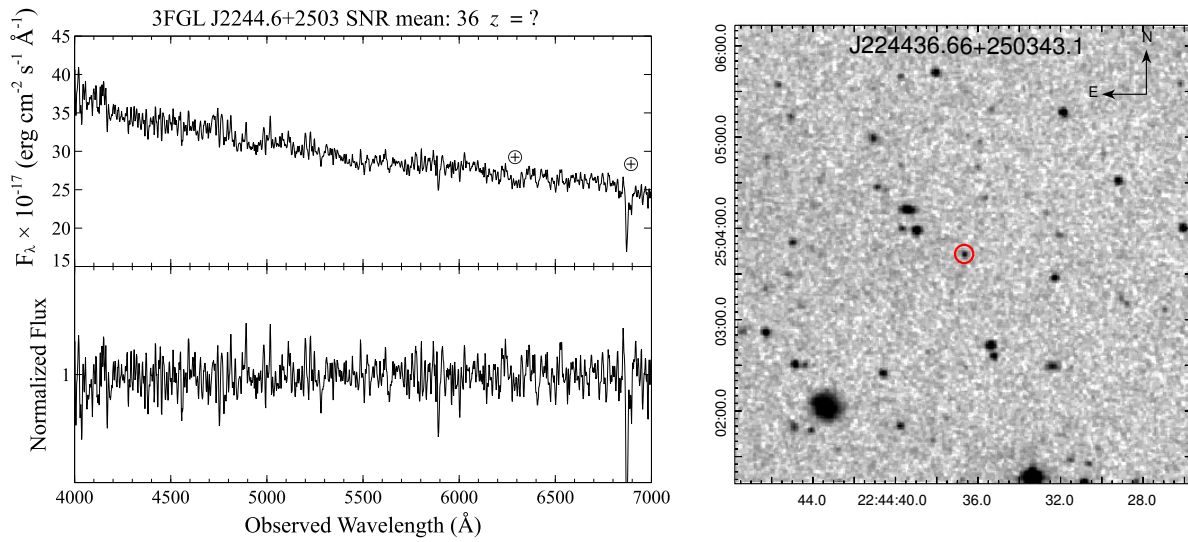 3FGL J2244.6+2503 SNR mean: 36 z = ?
45
40
35
30
25
20
15
F_λ × 10⁻¹⁷ (erg cm⁻² s⁻¹ Å⁻¹)
1
Normalized Flux
4000 4500 5000 5500 6000 6500 7000
Observed Wavelength (Å)
J224436.66+250343.1
N
E
06:00.0
05:00.0
25:04:00.0
03:00.0
02:00.0
44.0 22:44:40.0 36.0 32.0 28.0